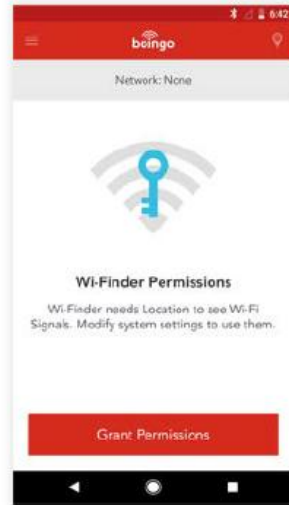 6:42
boingo
Network: None
Wi-Finder Permissions
Wi-Finder needs Location to see Wi-Fi
Signals. Modify system settings to use them.
Grant Permissions